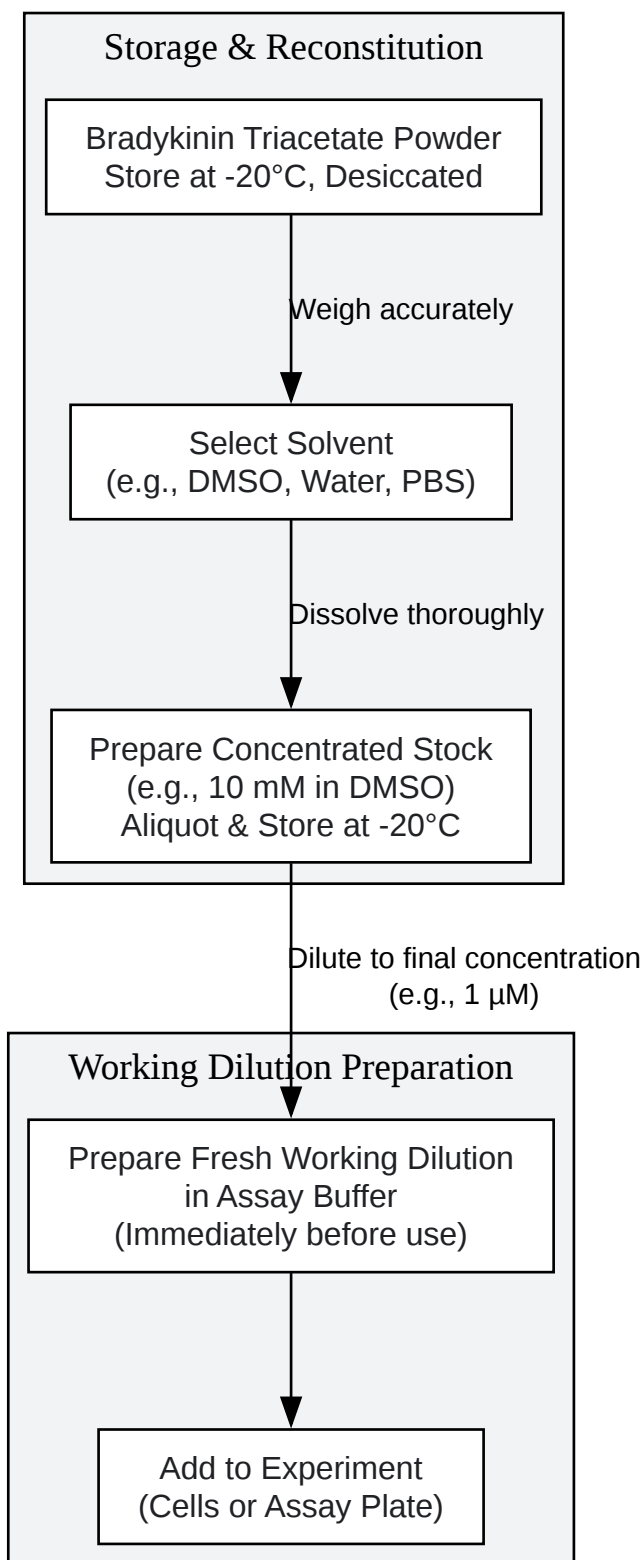 Storage & Reconstitution
Bradykinin Triacetate Powder
Store at -20°C, Desiccated
Weigh accurately
Select Solvent
(e.g., DMSO, Water, PBS)
Dissolve thoroughly
Prepare Concentrated Stock
(e.g., 10 mM in DMSO)
Aliquot & Store at -20°C
Dilute to final concentration
(e.g., 1 µM)
Working Dilution Preparation
Prepare Fresh Working Dilution
in Assay Buffer
(Immediately before use)
Add to Experiment
(Cells or Assay Plate)